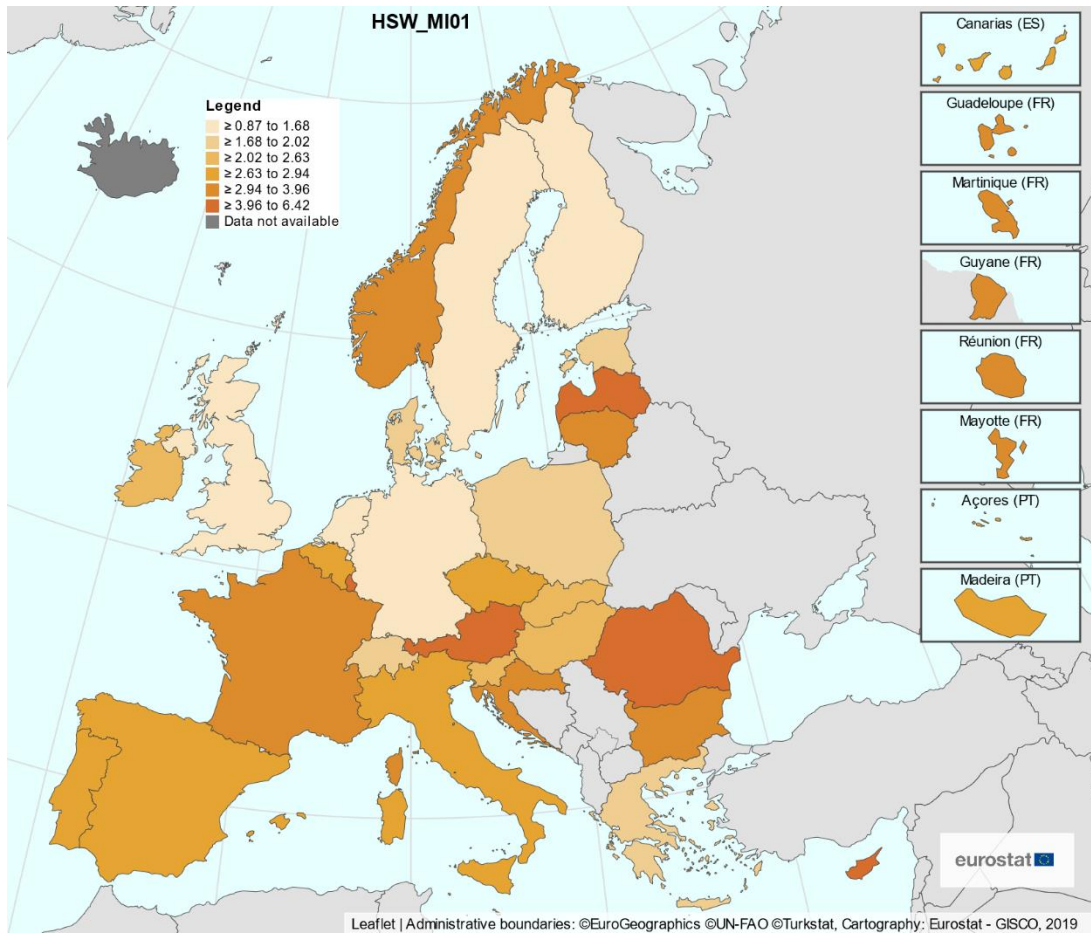 HSW_MI01
Legend
≥ 0.87 to 1.68
≥ 1.68 to 2.02
≥ 2.02 to 2.63
≥ 2.63 to 2.94
≥ 2.94 to 3.96
≥ 3.96 to 6.42
Data not available
Canarias (ES)
Guadeloupe (FR)
Martinique (FR)
Guyane (FR)
Réunion (FR)
Mayotte (FR)
Açores (PT)
Madeira (PT)
eurostat
Leaflet | Administrative boundaries: ©EuroGeographics ©UN-FAO ©Turkstat, Cartography: Eurostat - GISCO, 2019